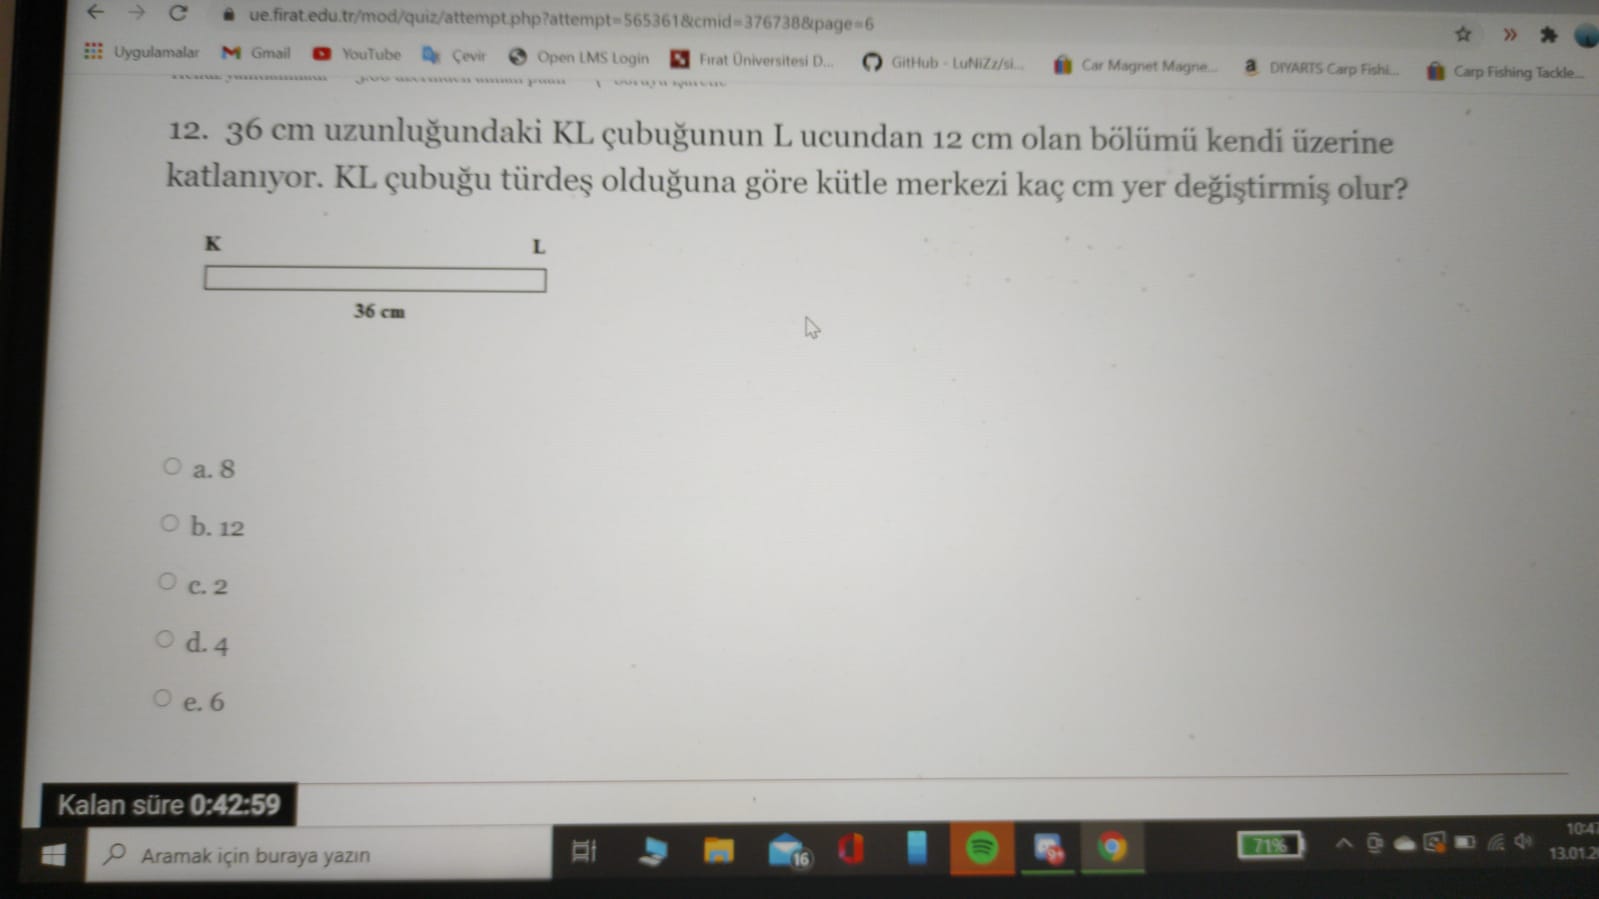 ue.firat.edu.tr/mod/quiz/attempt.php?attempt=565361&cmid=376738&page=6
Uygulamalar Gmail YouTube Çevir Open LMS Login Fırat Üniversitesi D... GitHub - LuNiZz/si... Car Magnet Magne... DIYARTS Carp Fishi... Carp Fishing Tackle...
12. 36 cm uzunluğundaki KL çubuğunun L ucundan 12 cm olan bölümü kendi üzerine
katlanıyor. KL çubuğu türdeş olduğuna göre kütle merkezi kaç cm yer değiştirmiş olur?
K L
36 cm
a. 8
b. 12
c. 2
d. 4
e. 6
Kalan süre 0:42:59
Aramak için buraya yazın
16
9+
71%
10:47
13.01.2